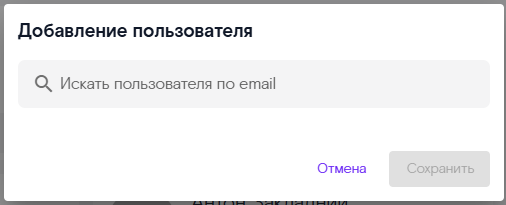 Добавление пользователя
Искать пользователя по email
Отмена
Сохранить